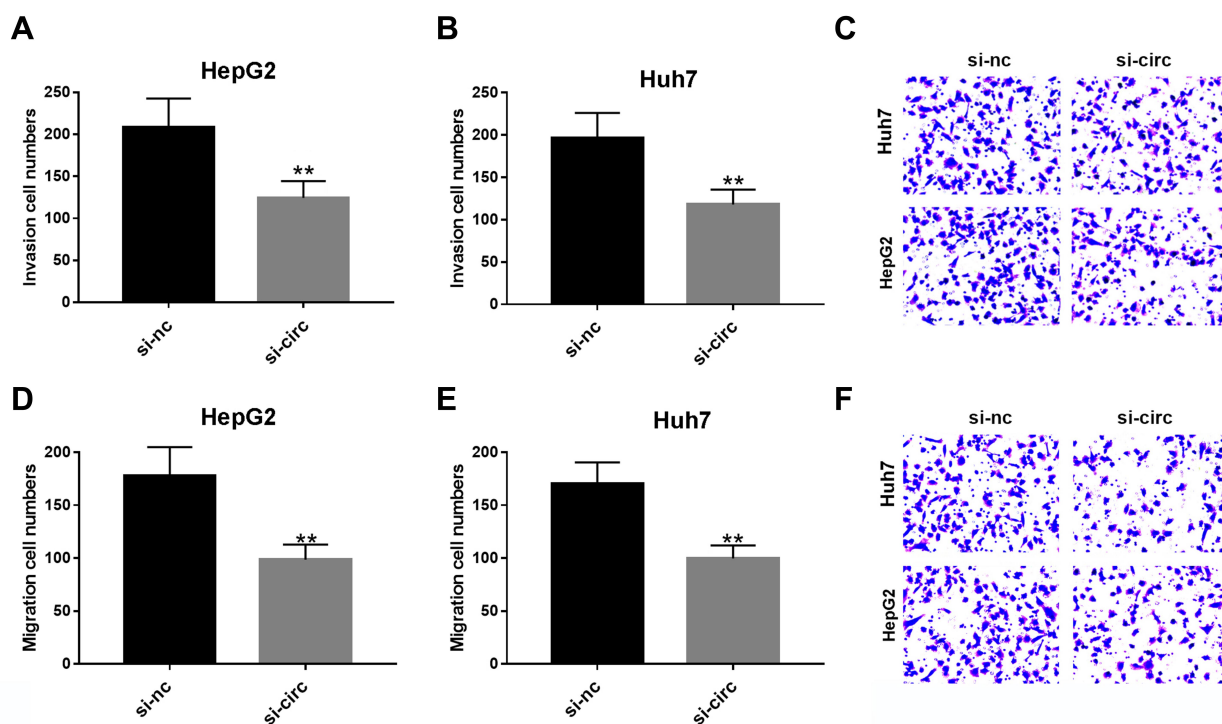 A
HepG2
Invasion cell numbers
250
200
150
100
50
0
**
si-nc
si-circ
B
Huh7
Invasion cell numbers
250
200
150
100
50
0
**
si-nc
si-circ
C
si-nc
si-circ
Huh7
HepG2
D
HepG2
Migration cell numbers
200
150
100
50
0
**
si-nc
si-circ
E
Huh7
Migration cell numbers
200
150
100
50
0
**
si-nc
si-circ
F
si-nc
si-circ
Huh7
HepG2